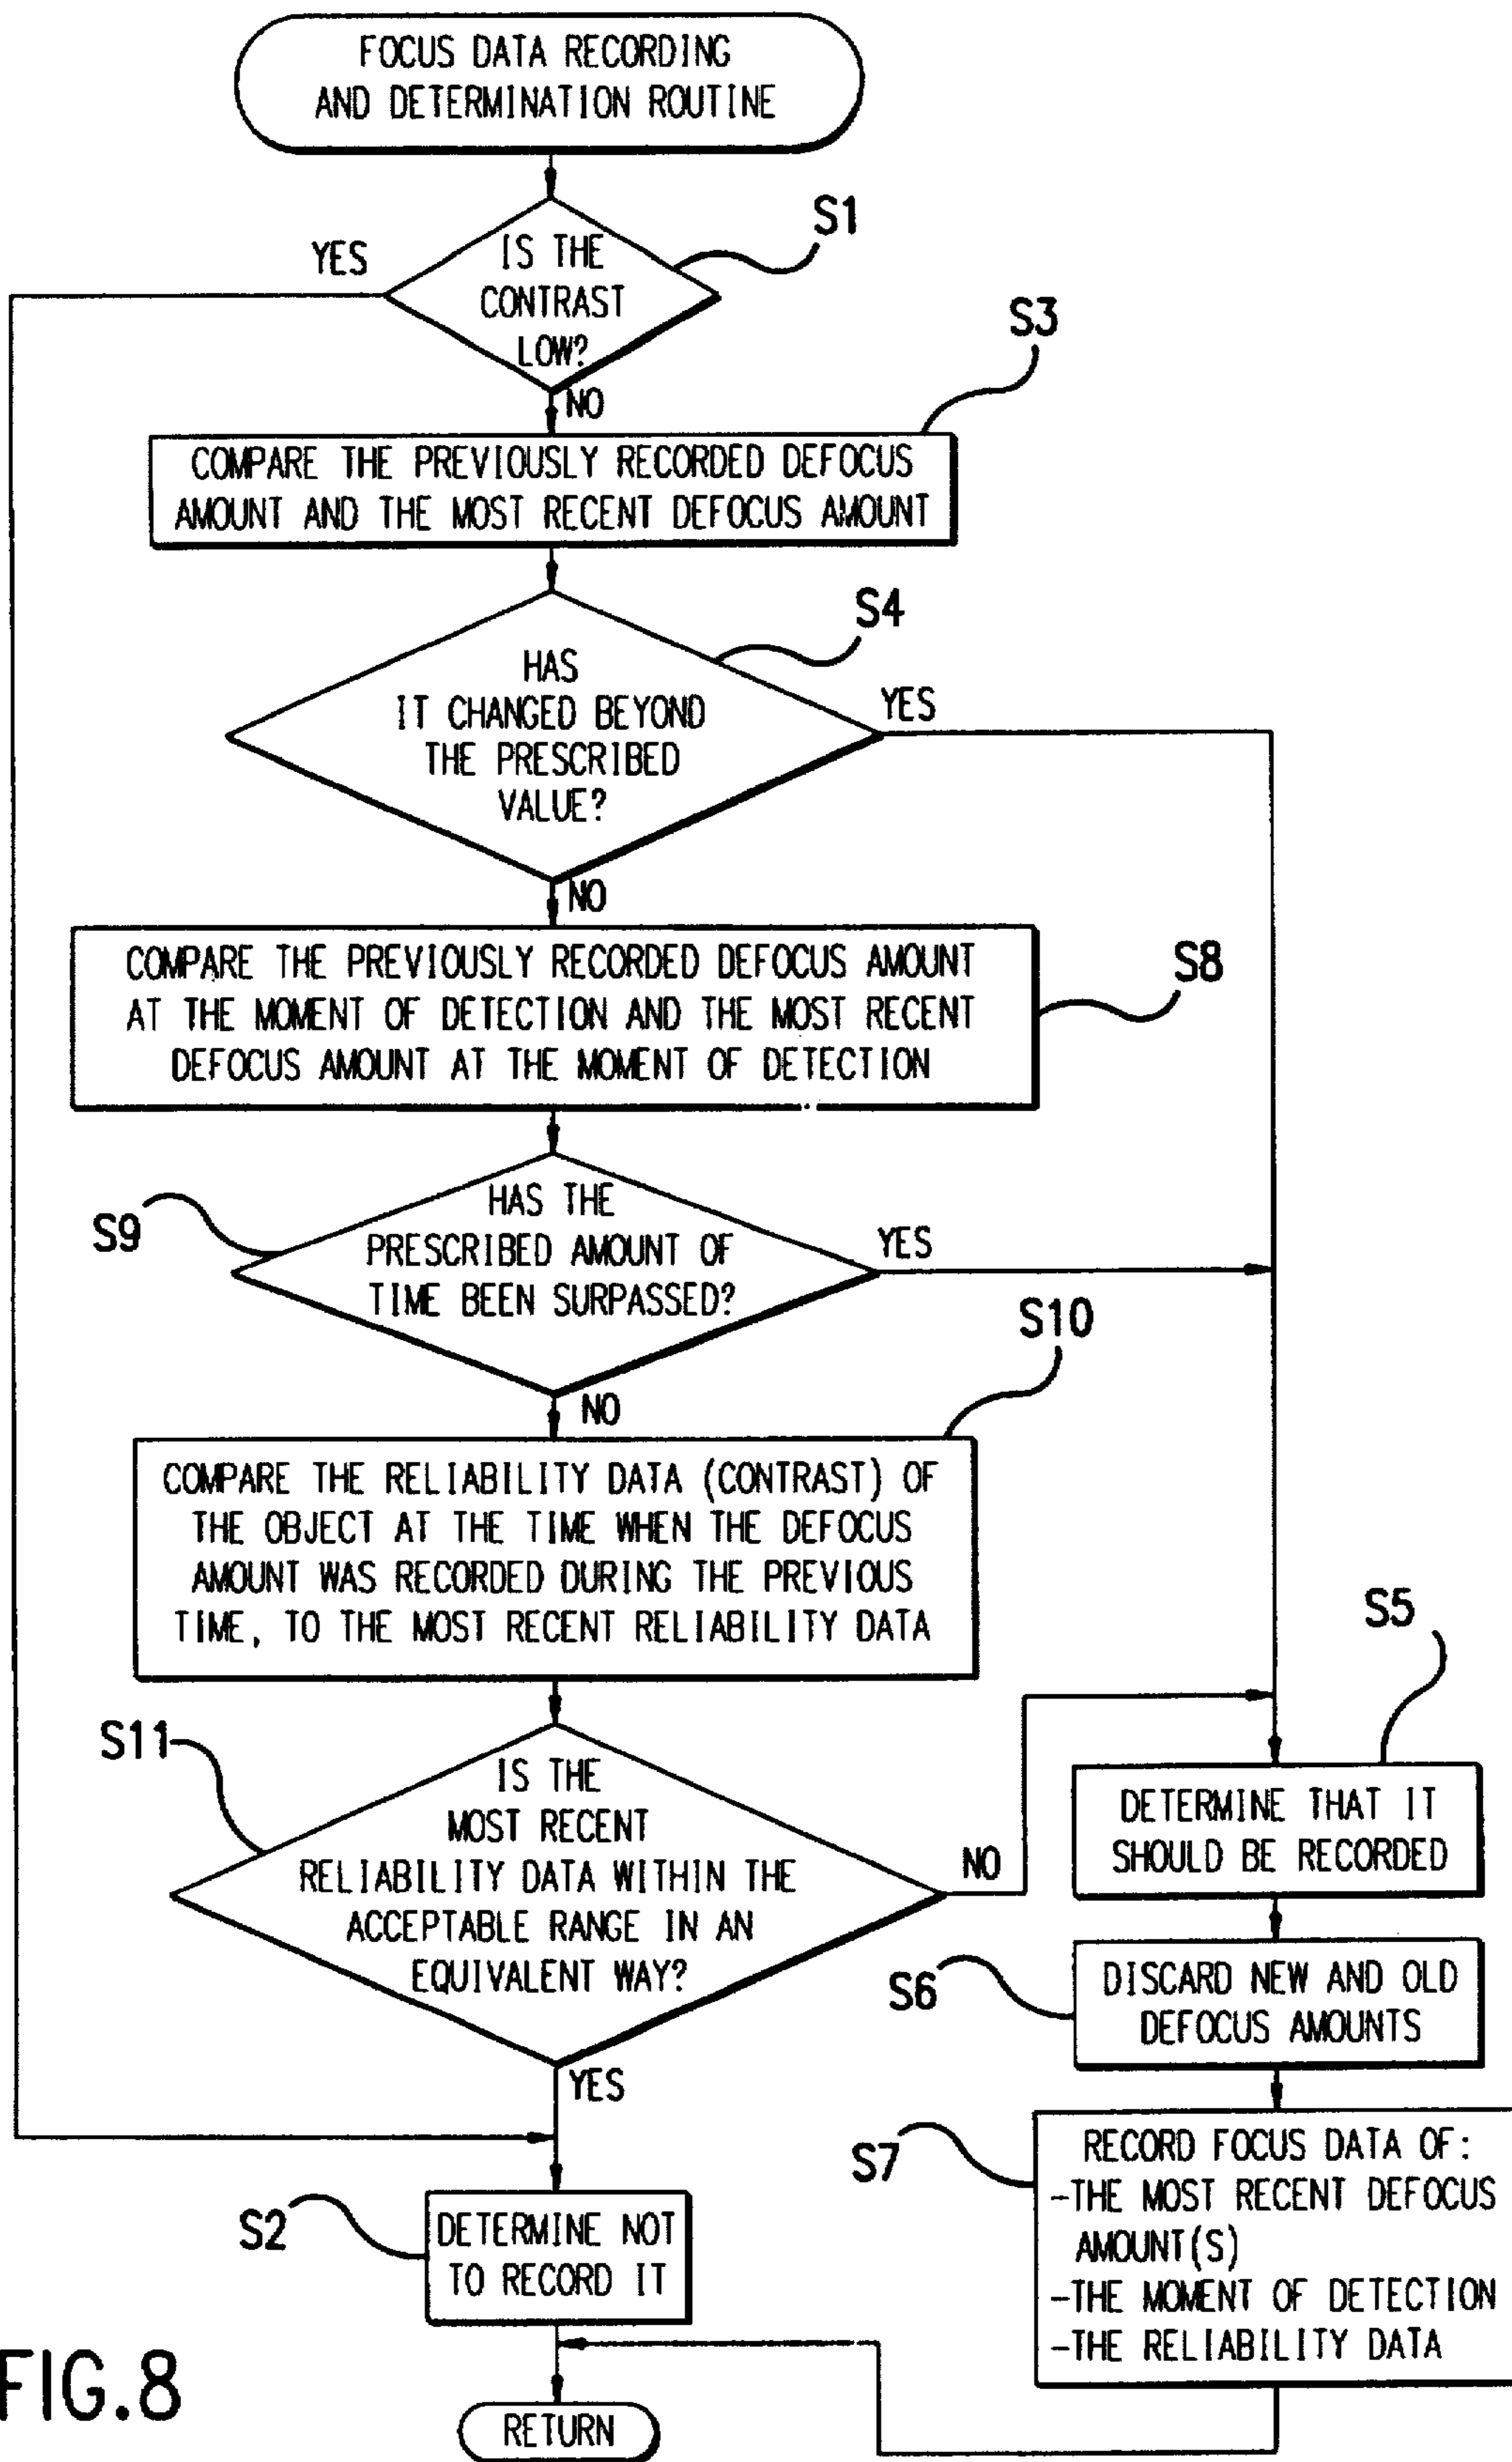 FOCUS DATA RECORDING
AND DETERMINATION ROUTINE
S1
YES
IS THE
CONTRAST
LOW?
NO
S3
COMPARE THE PREVIOUSLY RECORDED DEFOCUS
AMOUNT AND THE MOST RECENT DEFOCUS AMOUNT
S4
HAS
IT CHANGED BEYOND
THE PRESCRIBED
VALUE?
YES
NO
COMPARE THE PREVIOUSLY RECORDED DEFOCUS AMOUNT
AT THE MOMENT OF DETECTION AND THE MOST RECENT
DEFOCUS AMOUNT AT THE MOMENT OF DETECTION
S8
S9
HAS THE
PRESCRIBED AMOUNT OF
TIME BEEN SURPASSED?
YES
NO
S10
COMPARE THE RELIABILITY DATA (CONTRAST) OF
THE OBJECT AT THE TIME WHEN THE DEFOCUS
AMOUNT WAS RECORDED DURING THE PREVIOUS
TIME, TO THE MOST RECENT RELIABILITY DATA
S11
IS THE
MOST RECENT
RELIABILITY DATA WITHIN THE
ACCEPTABLE RANGE IN AN
EQUIVALENT WAY?
NO
YES
S5
DETERMINE THAT IT
SHOULD BE RECORDED
S6
DISCARD NEW AND OLD
DEFOCUS AMOUNTS
S7
RECORD FOCUS DATA OF:
-THE MOST RECENT DEFOCUS
AMOUNT(S)
-THE MOMENT OF DETECTION
-THE RELIABILITY DATA
S2
DETERMINE NOT
TO RECORD IT
RETURN
FIG.8